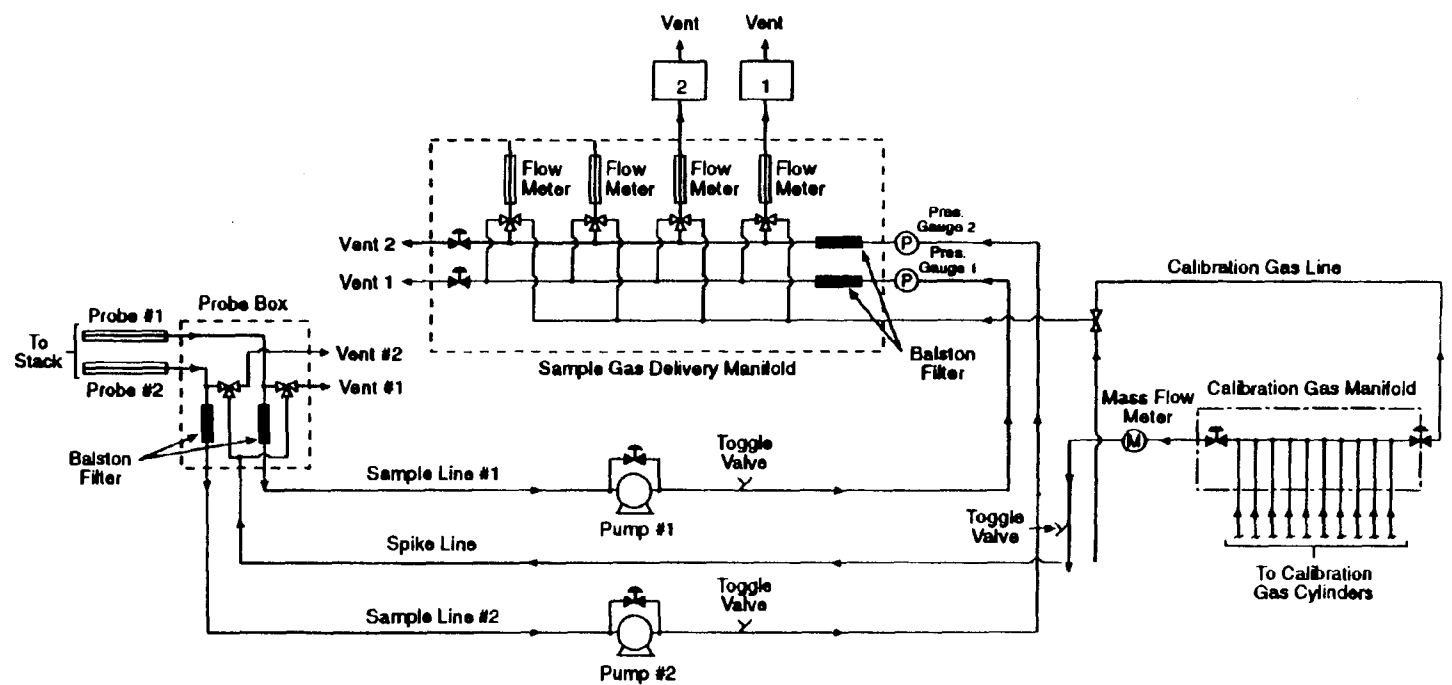 Vent
Vent
2
1
Flow
Meter
Flow
Meter
Flow
Meter
Flow
Meter
Pres.
Gauge 2
P
Vent 2
Pres.
Gauge 1
P
Vent 1
Calibration Gas Line
Probe Box
Probe #1
To
Stack
Probe #2
Vent #2
Vent #1
Balston
Filter
Sample Gas Delivery Manifold
Calibration Gas Manifold
Mass Flow
Meter
M
Balston
Filter
Sample Line #1
Toggle
Valve
Pump #1
Toggle
Valve
Spike Line
To Calibration
Gas Cylinders
Sample Line #2
Toggle
Valve
Pump #2